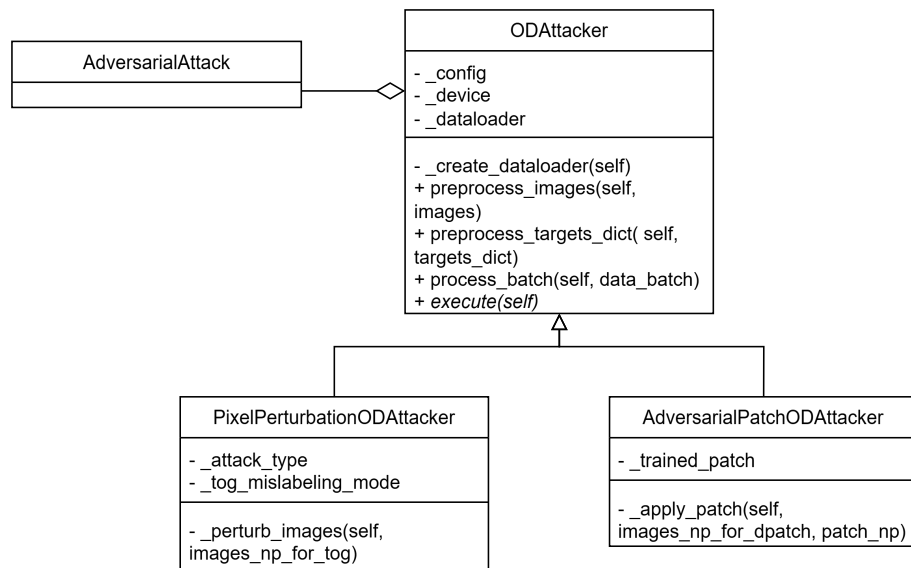 ODAttacker
AdversarialAttack
- _config
- _device
- _dataloader
- _create_dataloader(self)
+ preprocess_images(self,
images)
+ preprocess_targets_dict( self,
targets_dict)
+ process_batch(self, data_batch)
+ execute(self)
PixelPerturbationODAttacker
- _attack_type
- _tog_mislabeling_mode
- _perturb_images(self,
images_np_for_tog)
AdversarialPatchODAttacker
- _trained_patch
- _apply_patch(self,
images_np_for_dpatch, patch_np)